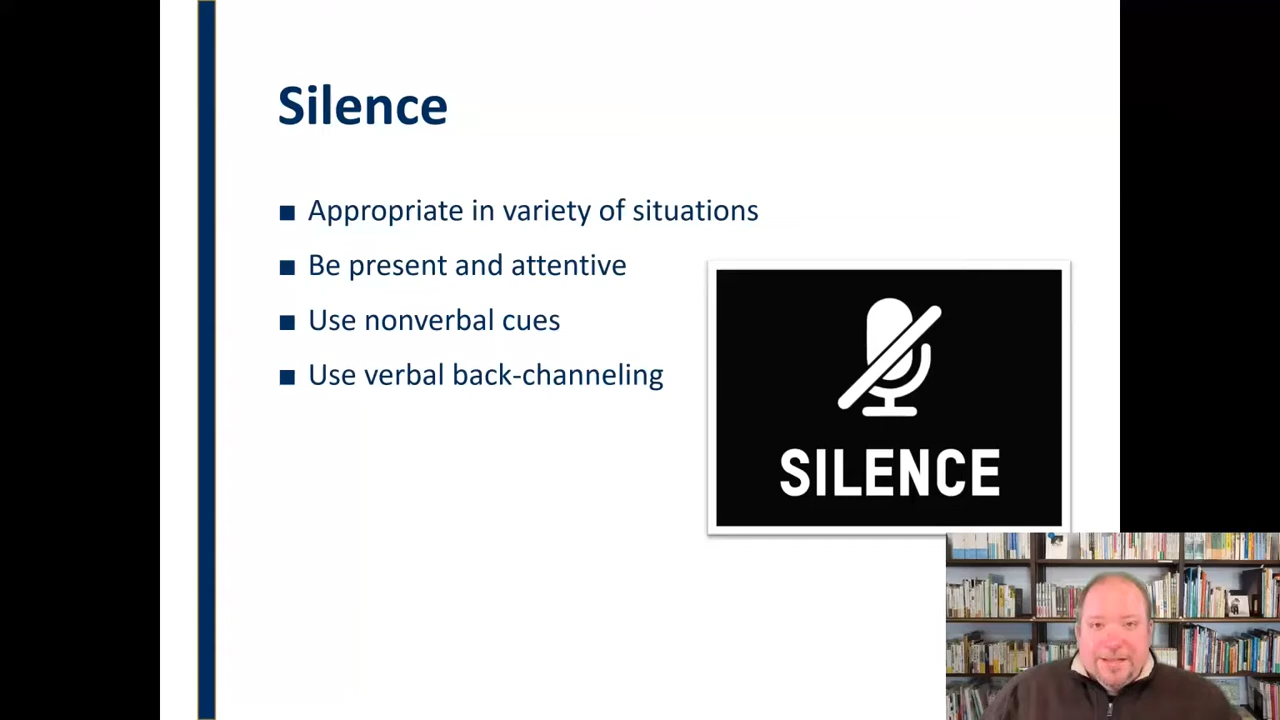 Silence
■ Appropriate in variety of situations
■ Be present and attentive
■ Use nonverbal cues
■ Use verbal back-channeling
SILENCE